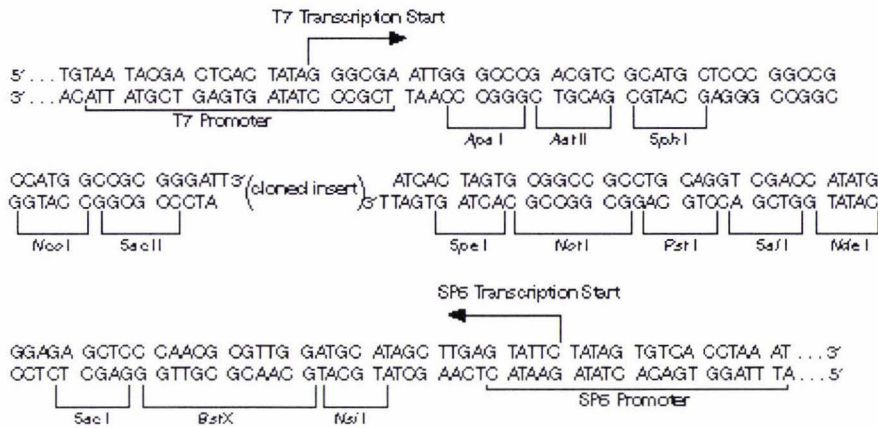 T7 Transcription Start
5´ . . . TGTAA TACGA CTCAC TATAG GGCGA ATTGG GCCCG ACGTC GCATG CTCCC GGCCG
3´ . . . ACATT ATGCT GAGTG ATATC CCGCT TAACC CGGGC TGCAG CGTAC GAGGG CCGGC
T7 Promoter Apa I Aat II Sph I
CCATG GCCGC GGGATT3´ (cloned insert) ATCAC TAGTG CGGCC GCCTG CAGGT CGACC ATATG
GGTAC CGGCG CCCTA 3´TTAGTG ATCAC GCCGG CGGAC GTCCA GCTGG TATAC
Nco I Sac II Spe I Not I Pst I Sal I Nde I
SP6 Transcription Start
GGAGA GCTCC CAACG CGTTG GATGC ATAGC TTGAG TATTC TATAG TGTCA CCTAA AT . . . 3´
CCTCT CGAGG GTTGC GCAAC CTACG TATCG AACTC ATAAG ATATC ACAGT GGATT TA . . . 5´
Sac I BstX Nsi I SP6 Promoter